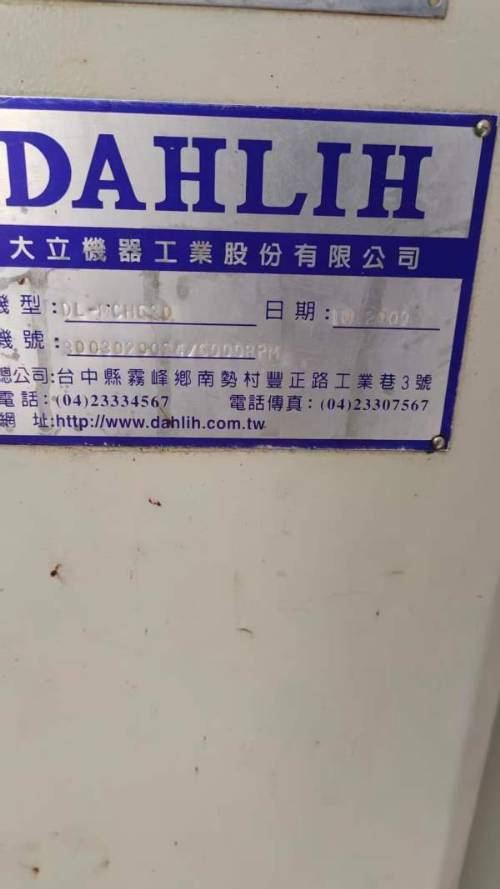 DAHLIH
大立機器工業股份有限公司
機型: 日期:
機號:
總公司:台中縣霧峰鄉南勢村豐正路工業巷3號
電話:(04)23334567 電話傳真:(04)23307567
網 址:http://www.dahlih.com.tw